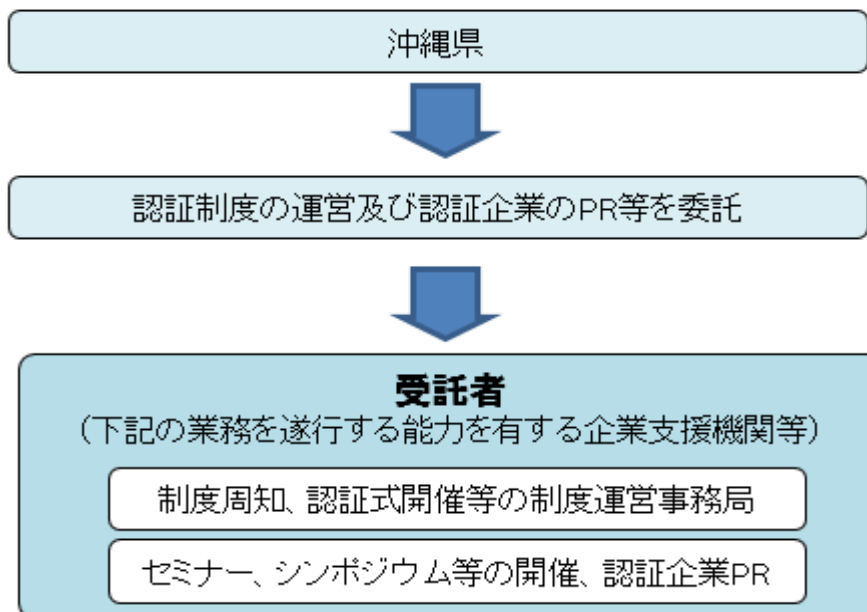 沖縄県
認証制度の運営及び認証企業のPR等を委託
受託者
(下記の業務を遂行する能力を有する企業支援機関等)
制度周知、認証式開催等の制度運営事務局
セミナー、シンポジウム等の開催、認証企業PR